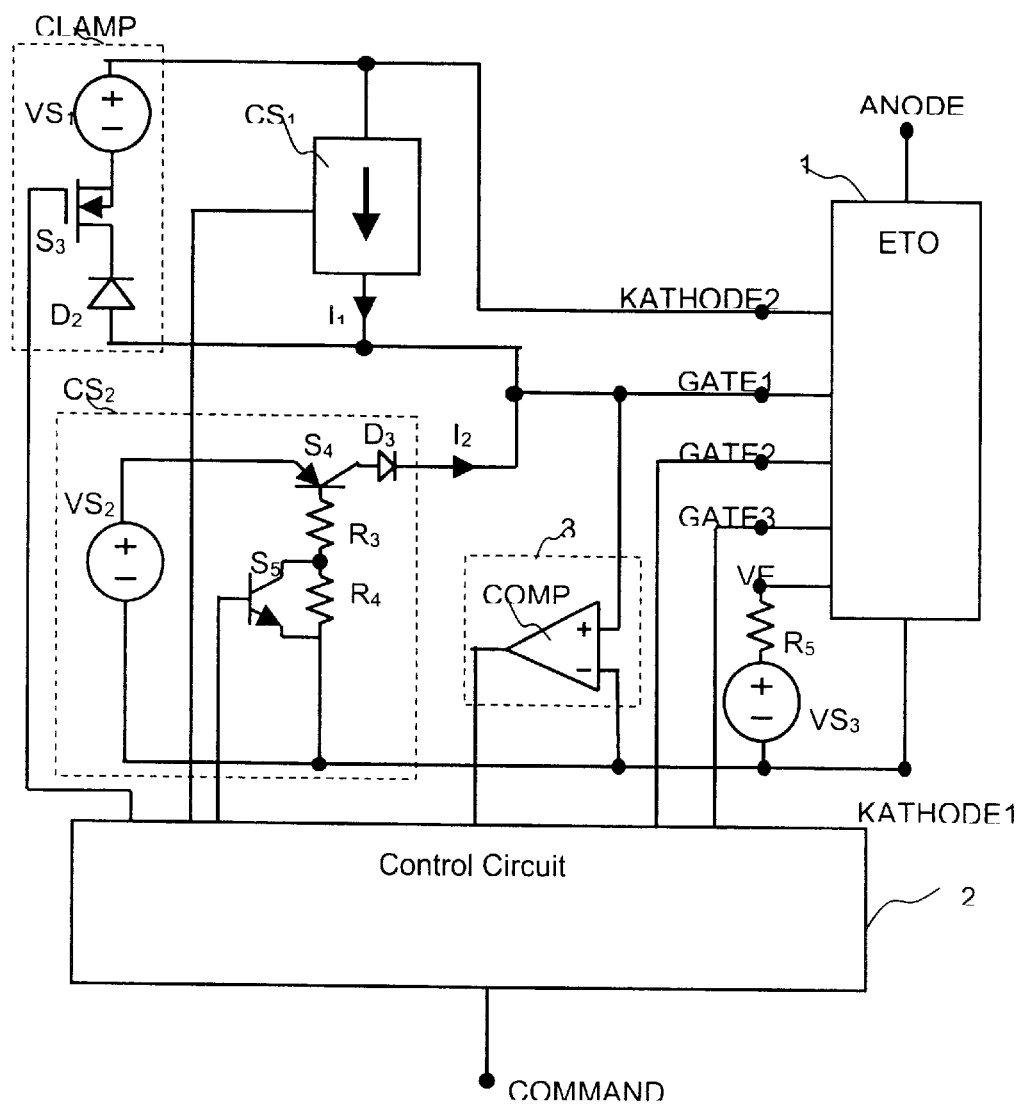 CLAMP
VS₁
CS₁
ANODE
1
ETO
S₃
D₂
I₁
KATHODE2
CS₂
GATE1
S₄
D₃
I₂
GATE2
VS₂
GATE3
R₃
3
S₅
R₄
COMP
VE
R₅
VS₃
KATHODE1
Control Circuit
2
COMMAND